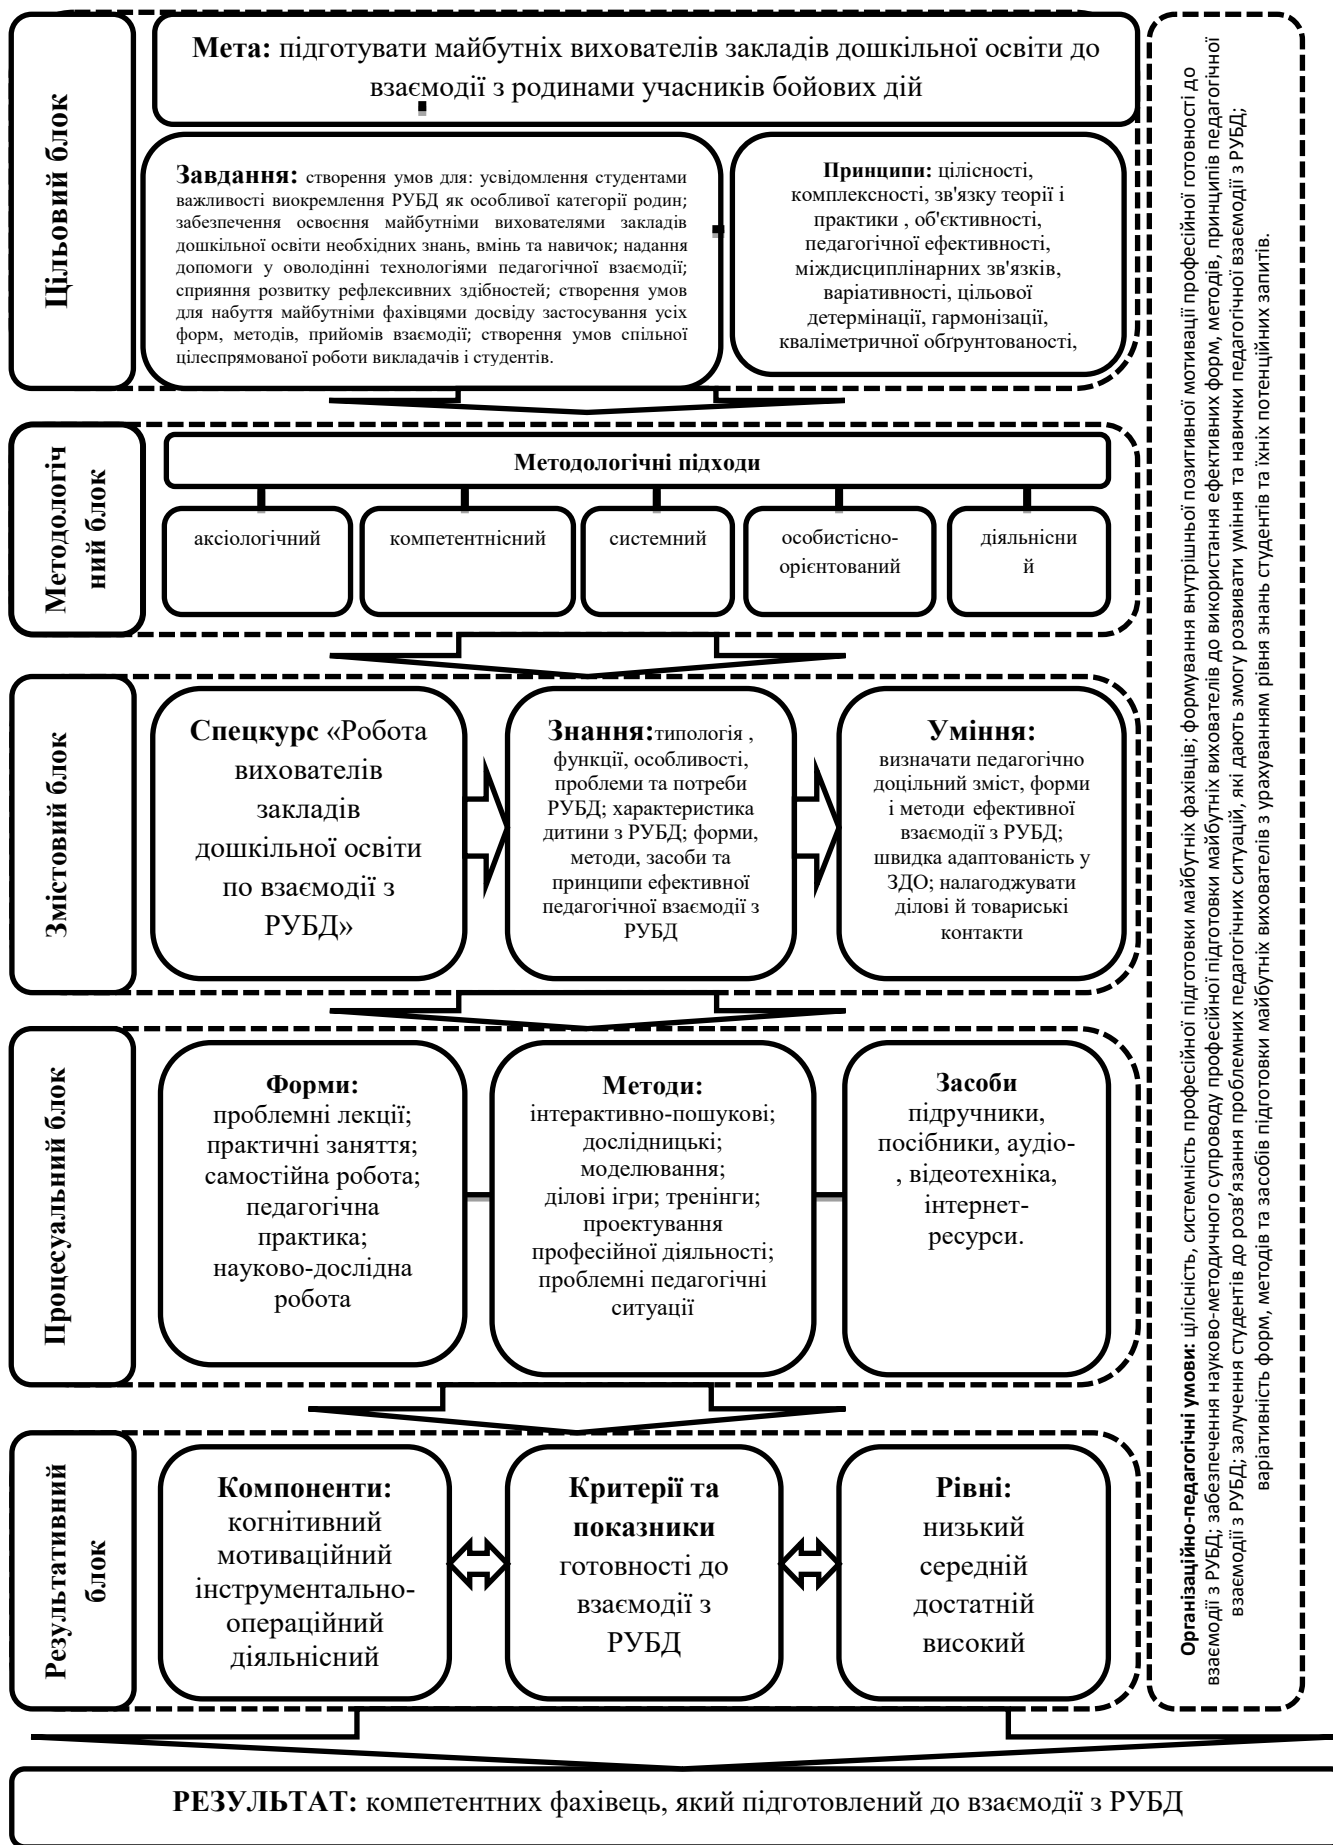 Цільовий блок
Мета: підготувати майбутніх вихователів закладів дошкільної освіти до
взаємодії з родинами учасників бойових дій
Завдання: створення умов для: усвідомлення студентами
важливості виокремлення РУБД як особливої категорії родин;
забезпечення освоєння майбутніми вихователями закладів
дошкільної освіти необхідних знань, вмінь та навичок; надання
допомоги у оволодінні технологіями педагогічної взаємодії;
сприяння розвитку рефлексивних здібностей; створення умов
для набуття майбутніми фахівцями досвіду застосування усіх
форм, методів, прийомів взаємодії; створення умов спільної
цілеспрямованої роботи викладачів і студентів.
Принципи: цілісності,
комплексності, зв'язку теорії і
практики , об'єктивності,
педагогічної ефективності,
міждисциплінарних зв'язків,
варіативності, цільової
детермінації, гармонізації,
кваліметричної обґрунтованості,
Методологіч
ний блок
Методологічні підходи
аксіологічний
компетентнісний
системний
особистісно-
орієнтований
діяльнісни
й
Змістовий блок
Спецкурс «Робота
вихователів
закладів
дошкільної освіти
по взаємодії з
РУБД»
Знання:типологія ,
функції, особливості,
проблеми та потреби
РУБД; характеристика
дитини з РУБД; форми,
методи, засоби та
принципи ефективної
педагогічної взаємодії з
РУБД
Уміння:
визначати педагогічно
доцільний зміст, форми
і методи ефективної
взаємодії з РУБД;
швидка адаптованість у
ЗДО; налагоджувати
ділові й товариські
контакти
Процесуальний блок
Форми:
проблемні лекції;
практичні заняття;
самостійна робота;
педагогічна
практика;
науково-дослідна
робота
Методи:
інтерактивно-пошукові;
дослідницькі;
моделювання;
ділові ігри; тренінги;
проектування
професійної діяльності;
проблемні педагогічні
ситуації
Засоби
підручники,
посібники, аудіо-
, відеотехніка,
інтернет-
ресурси.
Результативний
блок
Компоненти:
когнітивний
мотиваційний
інструментально-
операційний
діяльнісний
Критерії та
показники
готовності до
взаємодії з
РУБД
Рівні:
низький
середній
достатній
високий
Організаційно-педагогічні умови: цілісність, системність професійної підготовки майбутніх фахівців; формування внутрішньої позитивної мотивації професійної готовності до
взаємодії з РУБД; забезпечення науково-методичного супроводу професійної підготовки майбутніх вихователів до використання ефективних форм, методів, принципів педагогічної
взаємодії з РУБД; залучення студентів до розв’язання проблемних педагогічних ситуацій, які дають змогу розвивати уміння та навички педагогічної взаємодії з РУБД;
варіативність форм, методів та засобів підготовки майбутніх вихователів з урахуванням рівня знань студентів та їхніх потенційних запитів.
РЕЗУЛЬТАТ: компетентних фахівець, який підготовлений до взаємодії з РУБД